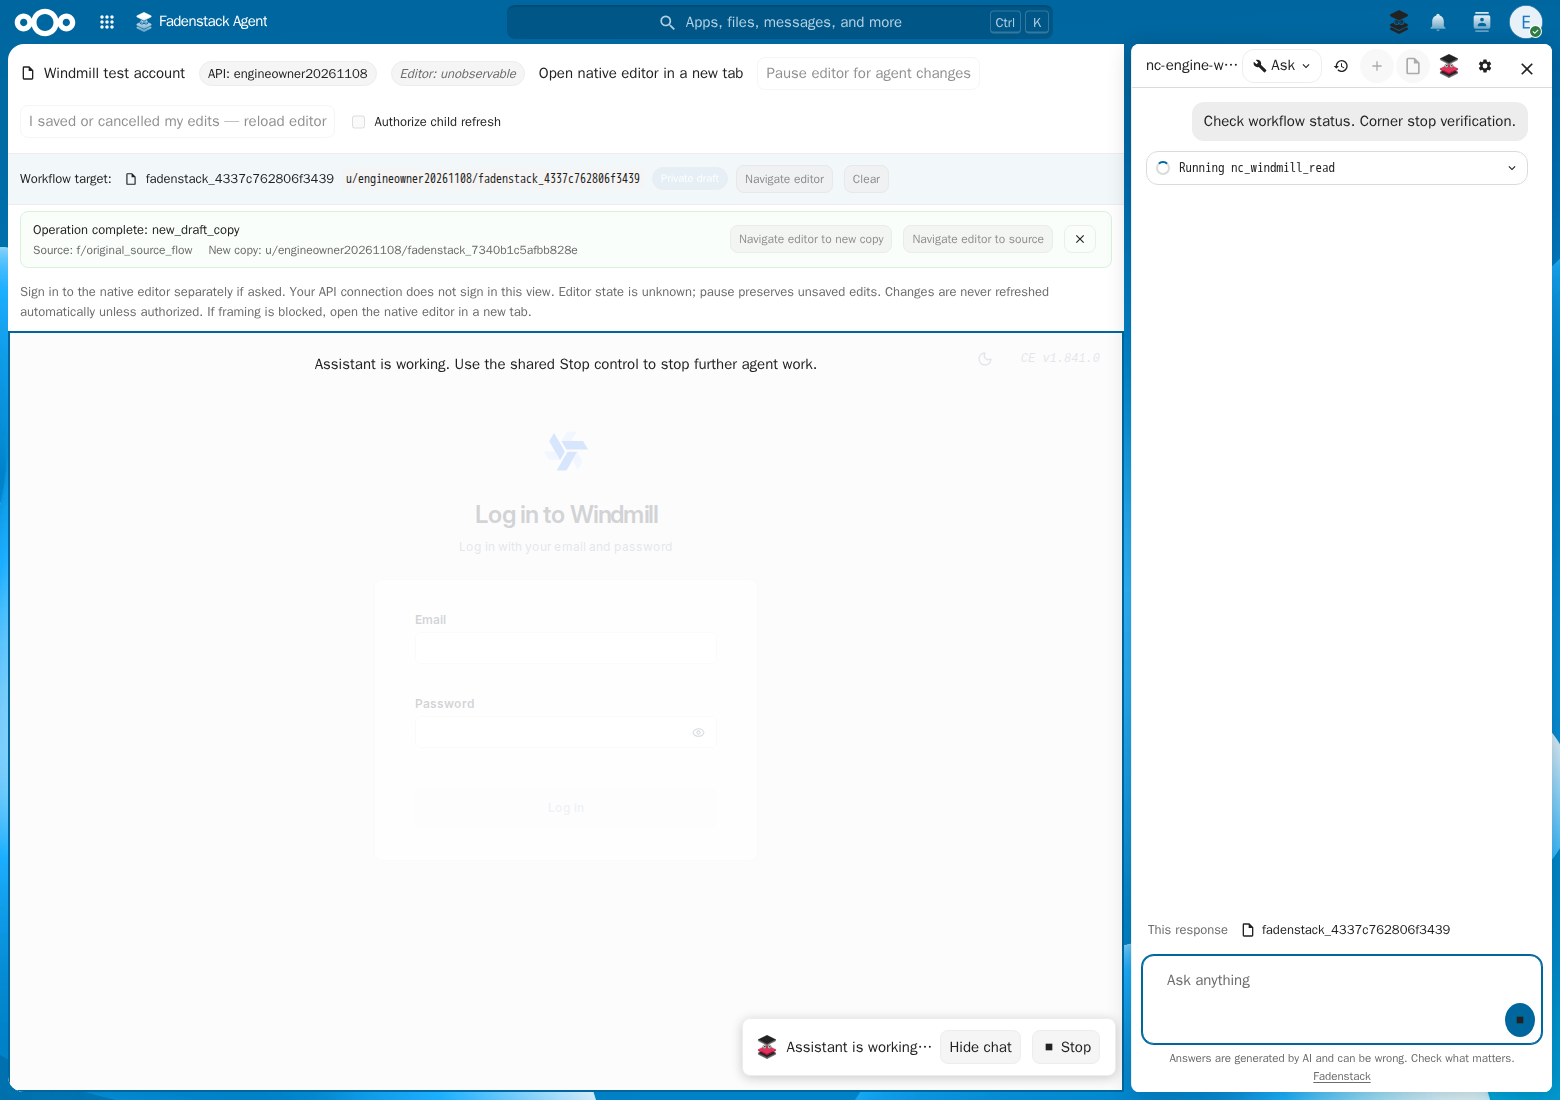 Fadenstack Agent
Apps, files, messages, and more
Ctrl
K
E
Windmill test account
API: engineowner20261108
Editor: unobservable
Open native editor in a new tab
Pause editor for agent changes
I saved or cancelled my edits — reload editor
Authorize child refresh
Workflow target:
fadenstack_4337c762806f3439
u/engineowner20261108/fadenstack_4337c762806f3439
Private draft
Navigate editor
Clear
Operation complete: new_draft_copy
Source: f/original_source_flow
New copy: u/engineowner20261108/fadenstack_7340b1c5afbb828e
Navigate editor to new copy
Navigate editor to source
Sign in to the native editor separately if asked. Your API connection does not sign in this view. Editor state is unknown; pause preserves unsaved edits. Changes are never refreshed
automatically unless authorized. If framing is blocked, open the native editor in a new tab.
Assistant is working. Use the shared Stop control to stop further agent work.
CE v1.841.0
Log in to Windmill
Log in with your email and password
Email
Password
Log in
Assistant is working…
Hide chat
Stop
nc-engine-w…
Ask
Check workflow status. Corner stop verification.
Running nc_windmill_read
This response
fadenstack_4337c762806f3439
Ask anything
Answers are generated by AI and can be wrong. Check what matters.
Fadenstack